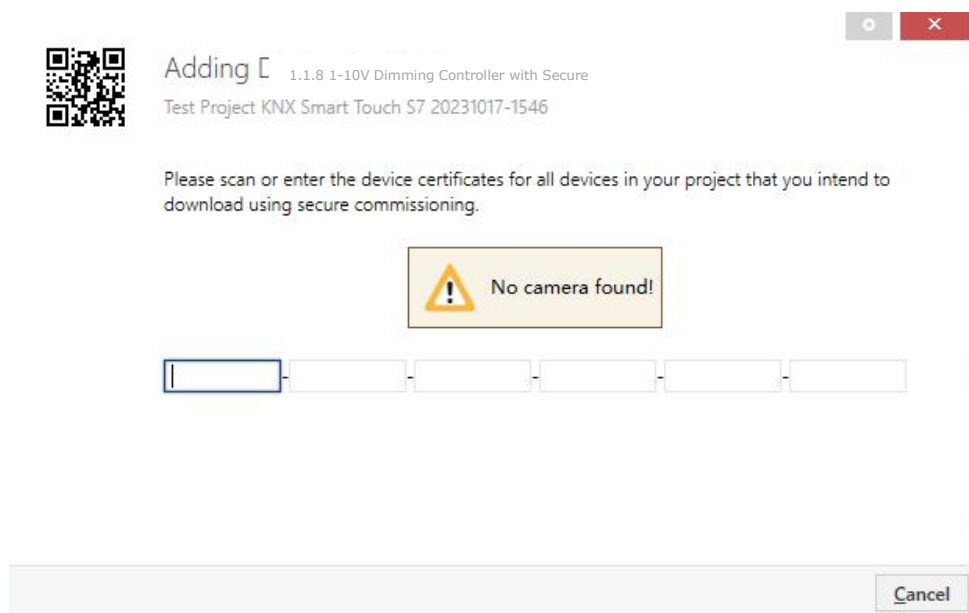 Adding D
1.1.8 1-10V Dimming Controller with Secure
Test Project KNX Smart Touch S7 20231017-1546
Please scan or enter the device certificates for all devices in your project that you intend to
download using secure commissioning.
No camera found!
- - - - -
Cancel